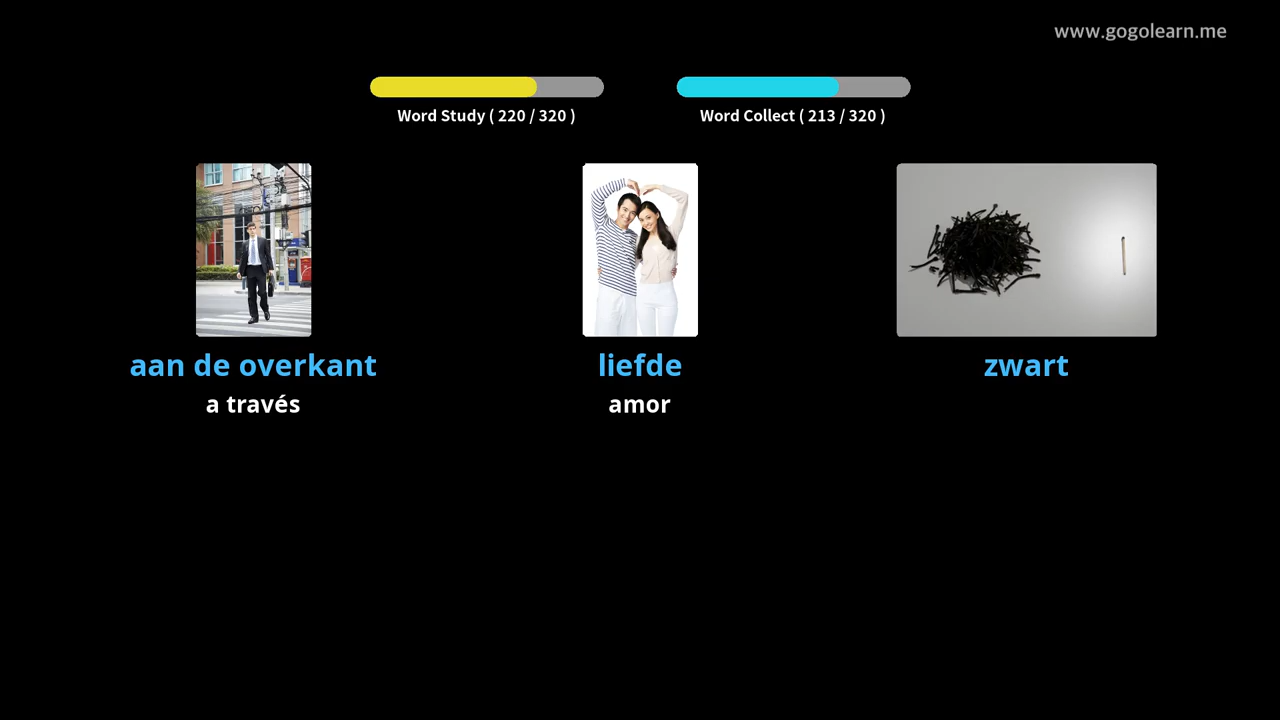 www.gogolearn.me
Word Study ( 220 / 320 )
Word Collect ( 213 / 320 )
aan de overkant
a través
liefde
amor
zwart